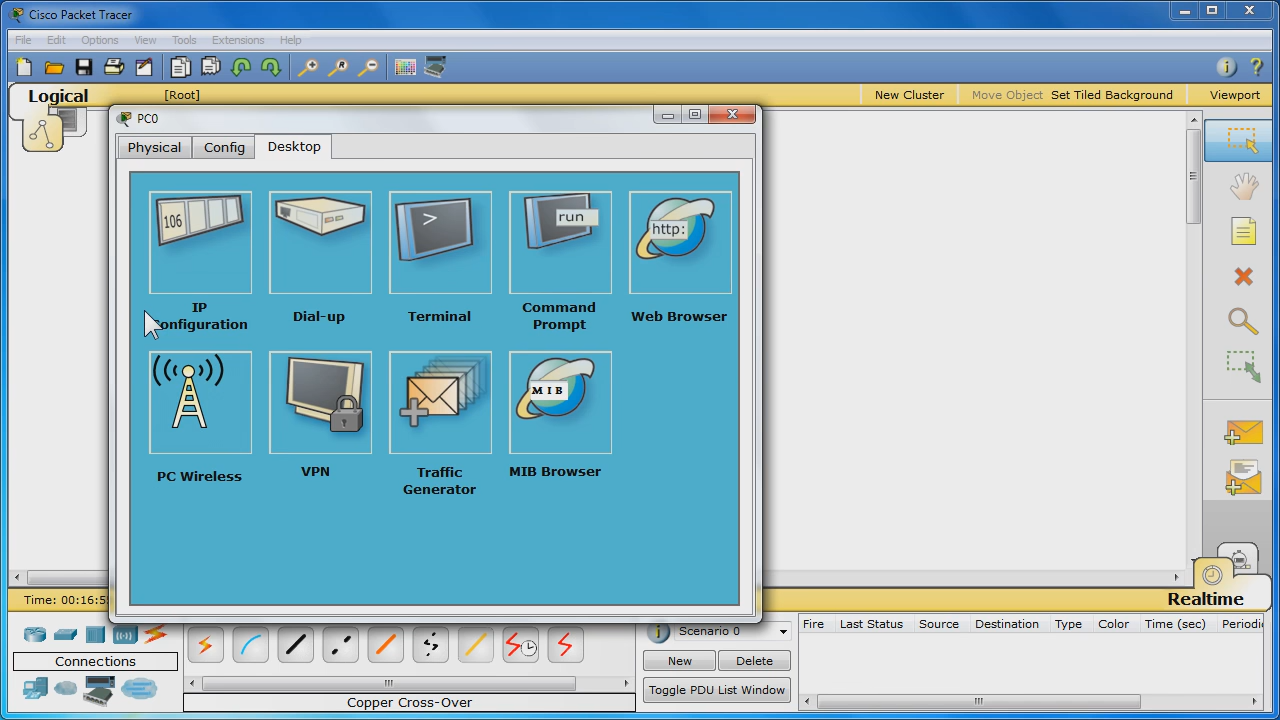 Cisco Packet Tracer
File Edit Options View Tools Extensions Help
Logical [Root] New Cluster Move Object Set Tiled Background Viewport
PC0
Physical Config Desktop
106 > run http:
IP
Configuration
Dial-up
Terminal
Command
Prompt
Web Browser
MIB
PC Wireless
VPN
Traffic
Generator
MIB Browser
Realtime
Time: 00:16:5
Connections
Copper Cross-Over
Scenario 0
New Delete
Toggle PDU List Window
Fire Last Status Source Destination Type Color Time (sec) Periodic